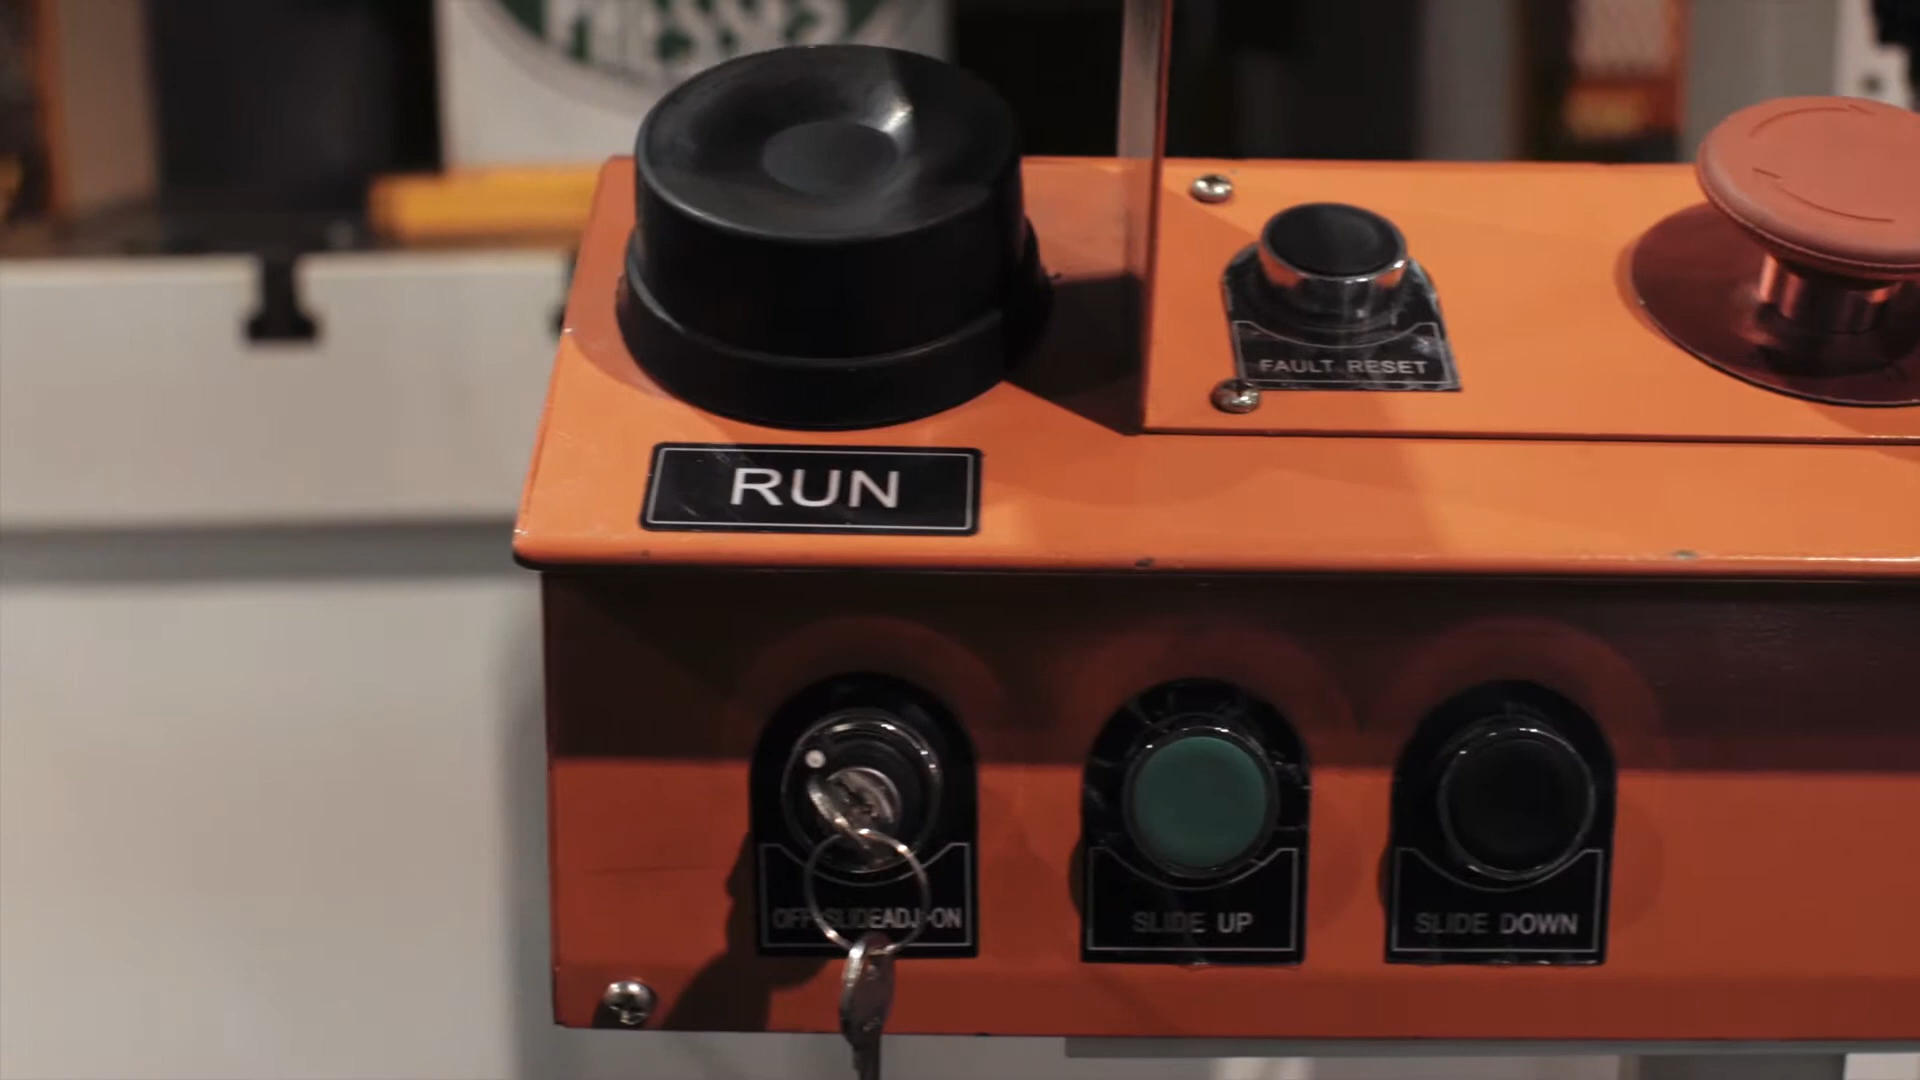 FAULT RESET
RUN
OFF-SLIDEADJ-ON
SLIDE UP
SLIDE DOWN